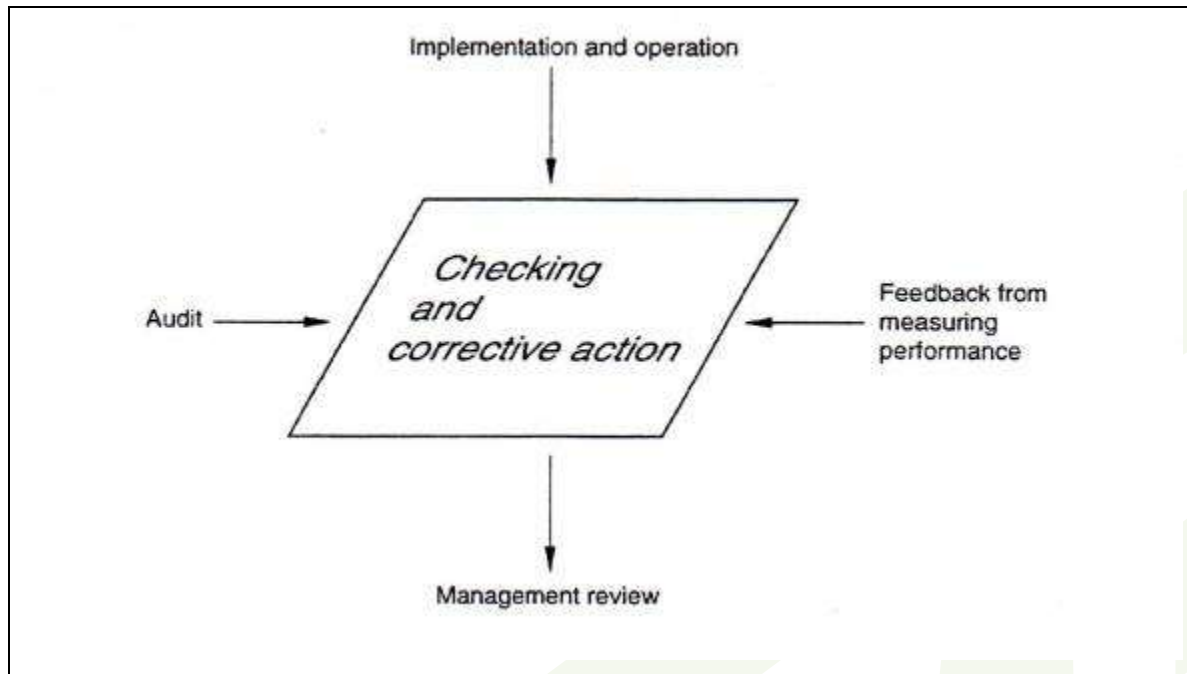 Implementation and operation
Checking
and
corrective action
Audit
Feedback from
measuring
performance
Management review